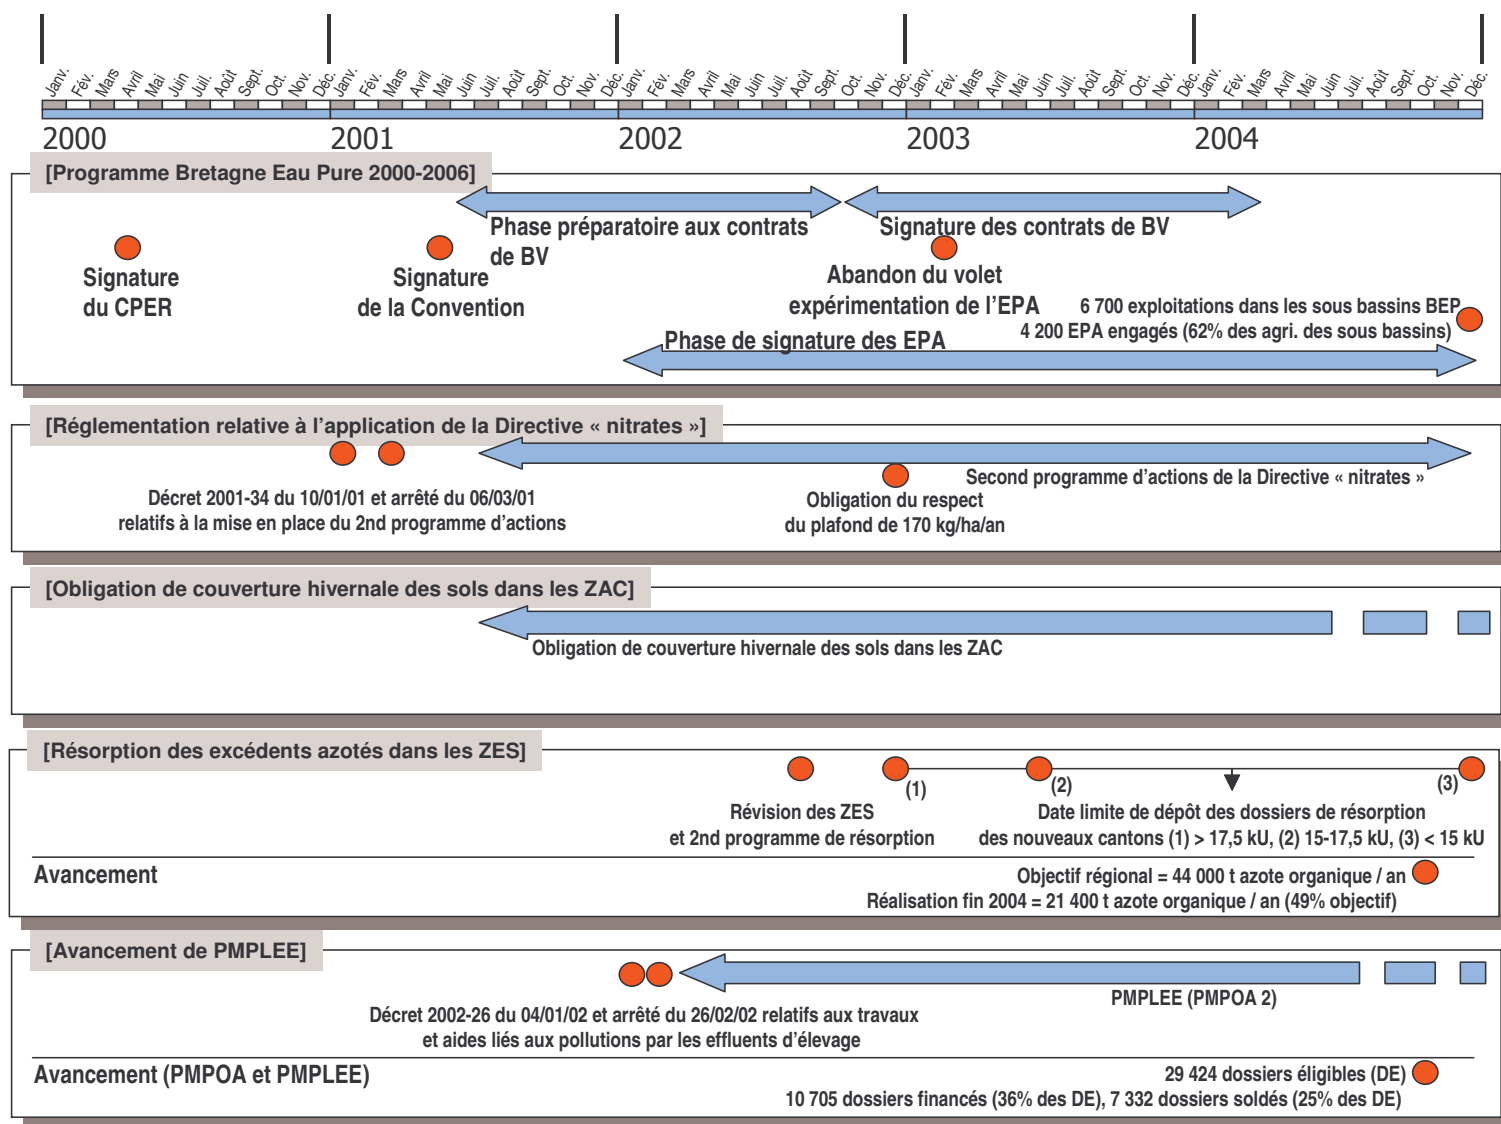 Janv. Fév. Mars Avril Mai Juin Juil. Août Sept. Oct. Nov. Déc. Janv. Fév. Mars Avril Mai Juin Juil. Août Sept. Oct. Nov. Déc. Janv. Fév. Mars Avril Mai Juin Juil. Août Sept. Oct. Nov. Déc. Janv. Fév. Mars Avril Mai Juin Juil. Août Sept. Oct. Nov. Déc. Janv. Fév. Mars Avril Mai Juin Juil. Août Sept. Oct. Nov. Déc.
2000 2001 2002 2003 2004
[Programme Bretagne Eau Pure 2000-2006]
Phase préparatoire aux contrats
de BV
Signature des contrats de BV
Signature
du CPER
Signature
de la Convention
Abandon du volet
expérimentation de l’EPA
6 700 exploitations dans les sous bassins BEP
4 200 EPA engagés (62% des agri. des sous bassins)
Phase de signature des EPA
[Réglementation relative à l’application de la Directive « nitrates »]
Second programme d’actions de la Directive « nitrates »
Décret 2001-34 du 10/01/01 et arrêté du 06/03/01
relatifs à la mise en place du 2nd programme d’actions
Obligation du respect
du plafond de 170 kg/ha/an
[Obligation de couverture hivernale des sols dans les ZAC]
Obligation de couverture hivernale des sols dans les ZAC
[Résorption des excédents azotés dans les ZES]
(1) (2) (3)
Révision des ZES
et 2nd programme de résorption
Date limite de dépôt des dossiers de résorption
des nouveaux cantons (1) > 17,5 kU, (2) 15-17,5 kU, (3) < 15 kU
Avancement
Objectif régional = 44 000 t azote organique / an
Réalisation fin 2004 = 21 400 t azote organique / an (49% objectif)
[Avancement de PMPLEE]
PMPLEE (PMPOA 2)
Décret 2002-26 du 04/01/02 et arrêté du 26/02/02 relatifs aux travaux
et aides liés aux pollutions par les effluents d’élevage
Avancement (PMPOA et PMPLEE)
29 424 dossiers éligibles (DE)
10 705 dossiers financés (36% des DE), 7 332 dossiers soldés (25% des DE)